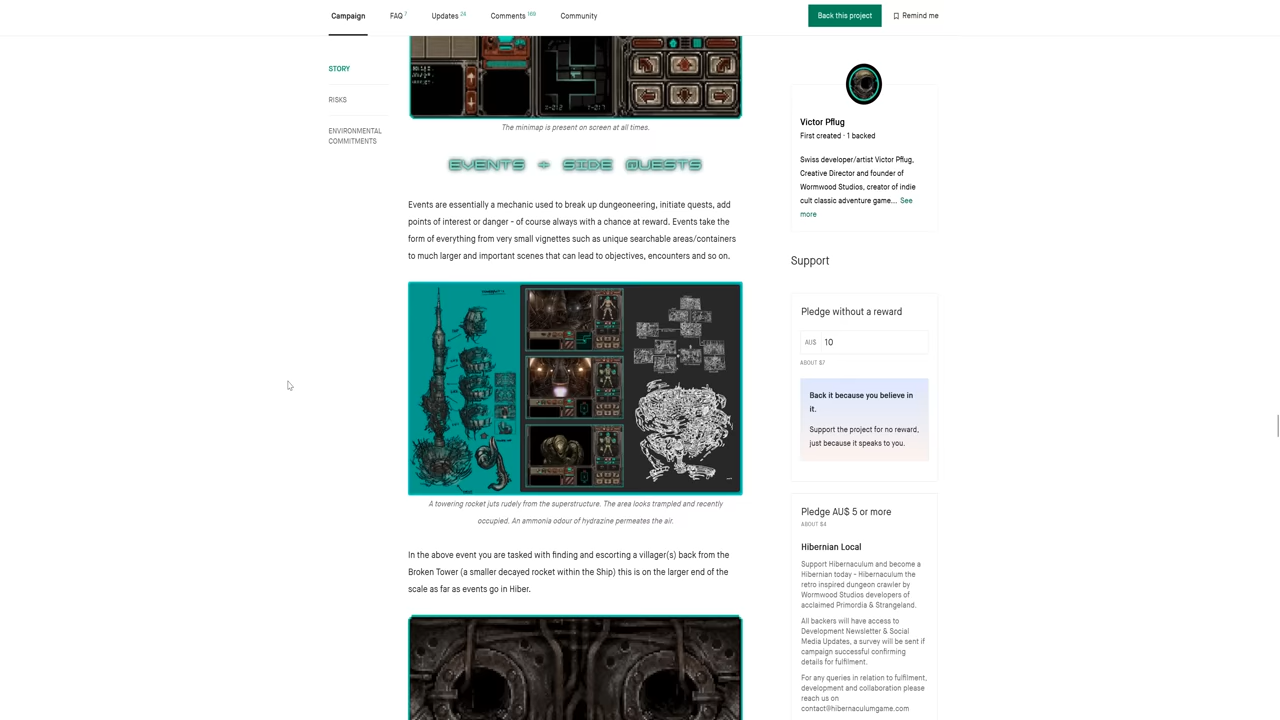 Campaign FAQ 7 Updates 24 Comments 169 Community Back this project Remind me
STORY
RISKS
ENVIRONMENTAL
COMMITMENTS
The minimap is present on screen at all times.
EVENTS + SIDE QUESTS
Events are essentially a mechanic used to break up dungeoneering, initiate quests, add
points of interest or danger - of course always with a chance at reward. Events take the
form of everything from very small vignettes such as unique searchable areas/containers
to much larger and important scenes that can lead to objectives, encounters and so on.
A towering rocket juts rudely from the superstructure. The area looks trampled and recently
occupied. An ammonia odour of hydrazine permeates the air.
In the above event you are tasked with finding and escorting a villager(s) back from the
Broken Tower (a smaller decayed rocket within the Ship) this is on the larger end of the
scale as far as events go in Hiber.
Victor Pflug
First created · 1 backed
Swiss developer/artist Victor Pflug,
Creative Director and founder of
Wormwood Studios, creator of indie
cult classic adventure game... See
more
Support
Pledge without a reward
AU$ 10
ABOUT $7
Back it because you believe in
it.
Support the project for no reward,
just because it speaks to you.
Pledge AU$ 5 or more
ABOUT $4
Hibernian Local
Support Hibernaculum and become a
Hibernian today - Hibernaculum the
retro inspired dungeon crawler by
Wormwood Studios developers of
acclaimed Primordia & Strangeland.
All backers will have access to
Development Newsletter & Social
Media Updates, a survey will be sent if
campaign successful confirming
details for fulfilment.
For any queries in relation to fulfilment,
development and collaboration please
reach us on
contact@hibernaculumgame.com